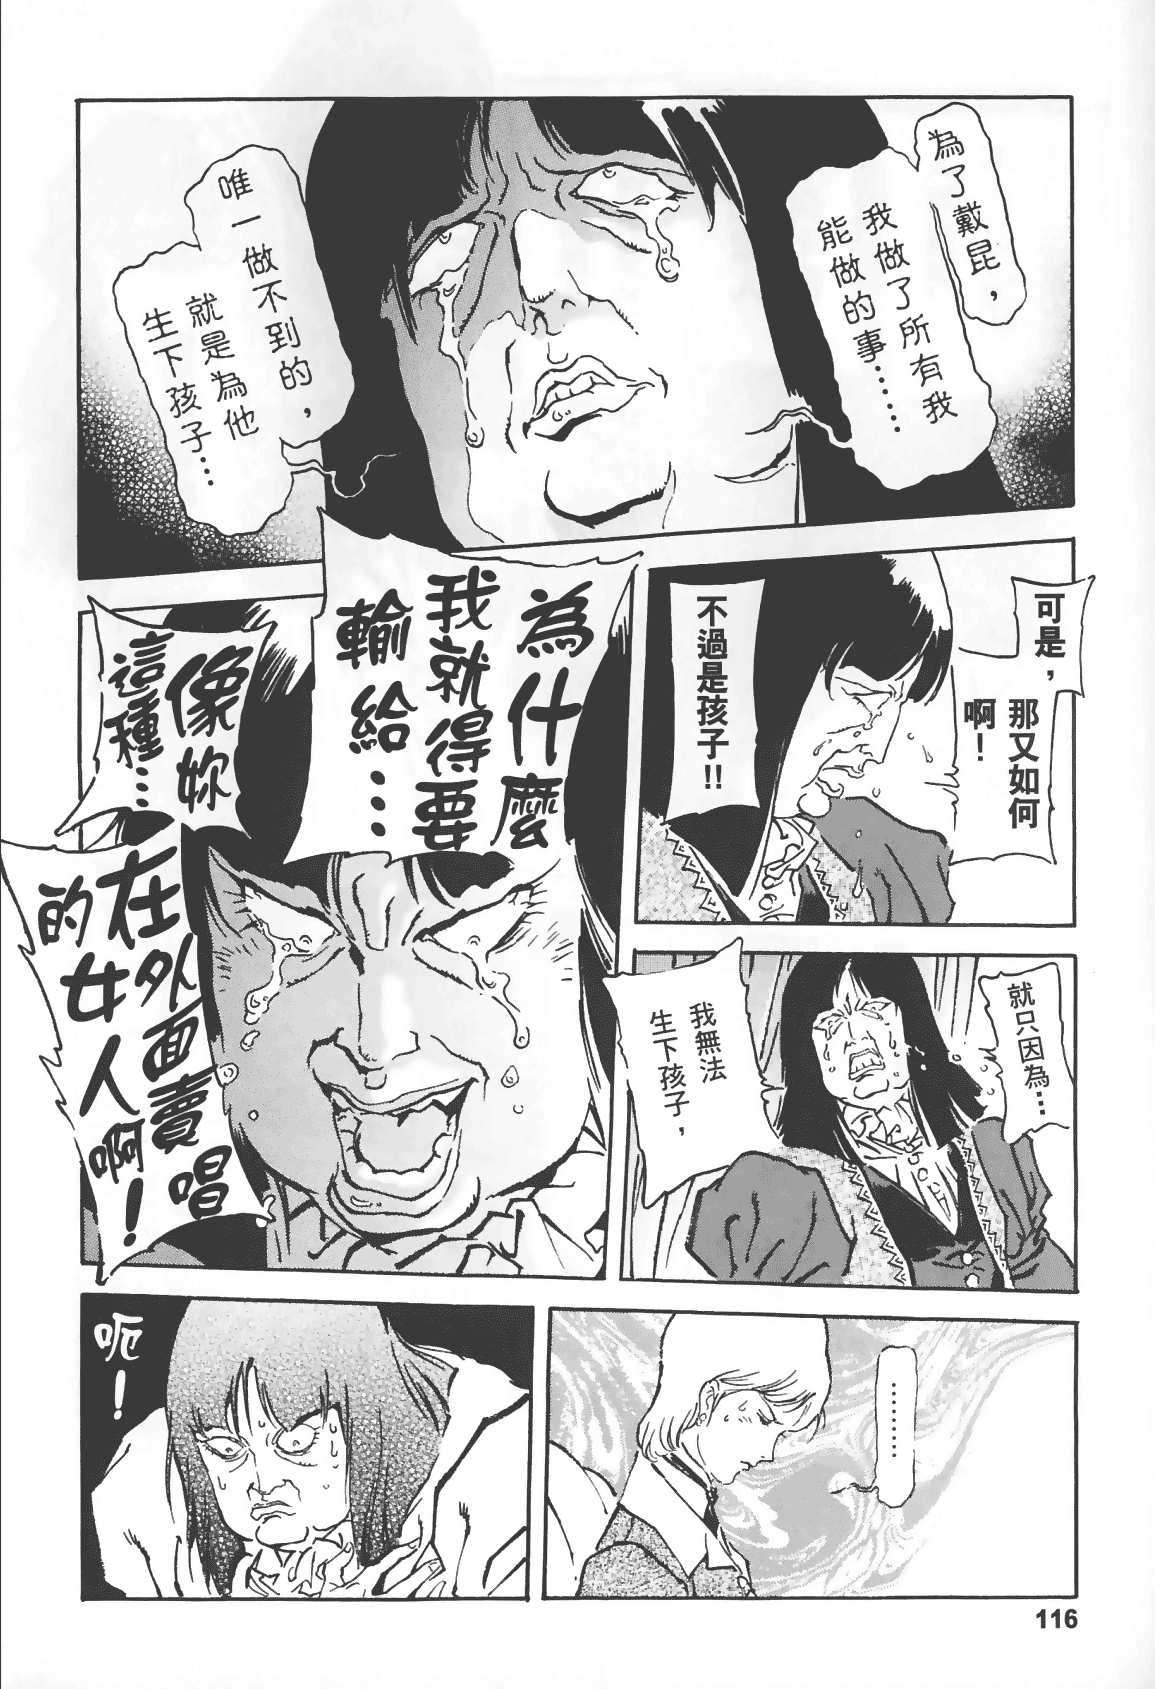 為了戴昆，
我做了所有我
能做的事……
唯一做不到的，
就是為他
生下孩子…
可是，
那又如何
啊！
不過是孩子!!
就只因為…
我無法
生下孩子，
為什麼
我就得要
輸給…
像妳
這種…
在外面賣唱
的女人啊！
………
呃！
116